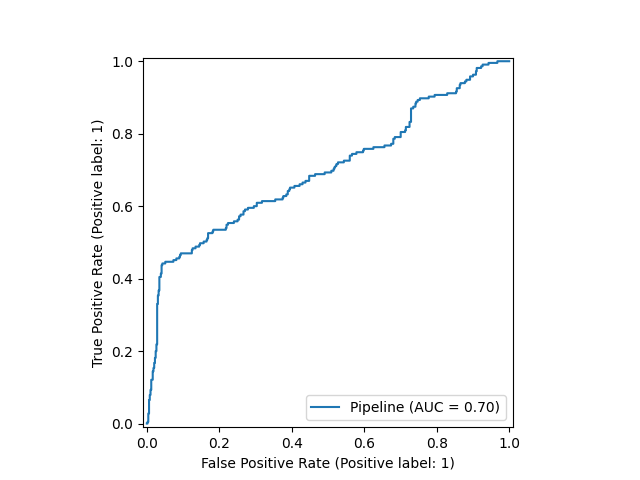 1.0
0.8
0.6
0.4
0.2
0.0
True Positive Rate (Positive label: 1)
Pipeline (AUC = 0.70)
0.0 0.2 0.4 0.6 0.8 1.0
False Positive Rate (Positive label: 1)